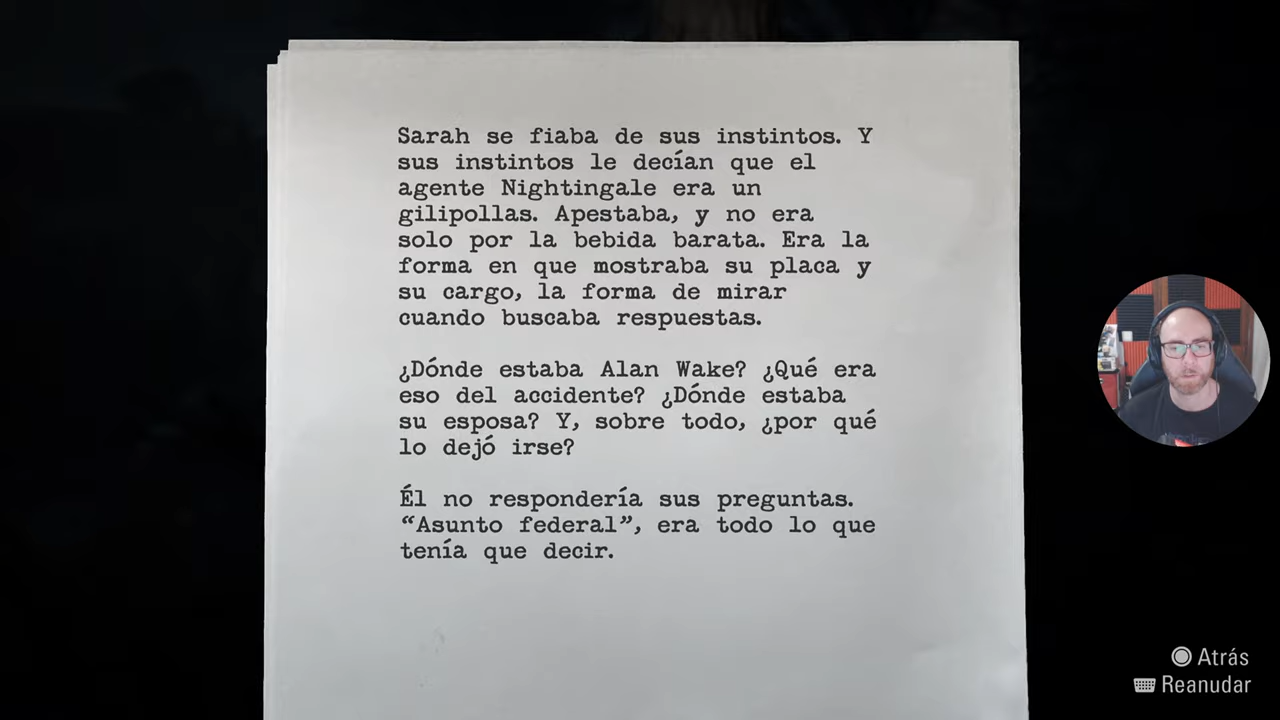 Sarah se fiaba de sus instintos. Y
sus instintos le decían que el
agente Nightingale era un
gilipollas. Apestaba, y no era
solo por la bebida barata. Era la
forma en que mostraba su placa y
su cargo, la forma de mirar
cuando buscaba respuestas.
¿Dónde estaba Alan Wake? ¿Qué era
eso del accidente? ¿Dónde estaba
su esposa? Y, sobre todo, ¿por qué
lo dejó irse?
Él no respondería sus preguntas.
“Asunto federal”, era todo lo que
tenía que decir.
Atrás
Reanudar